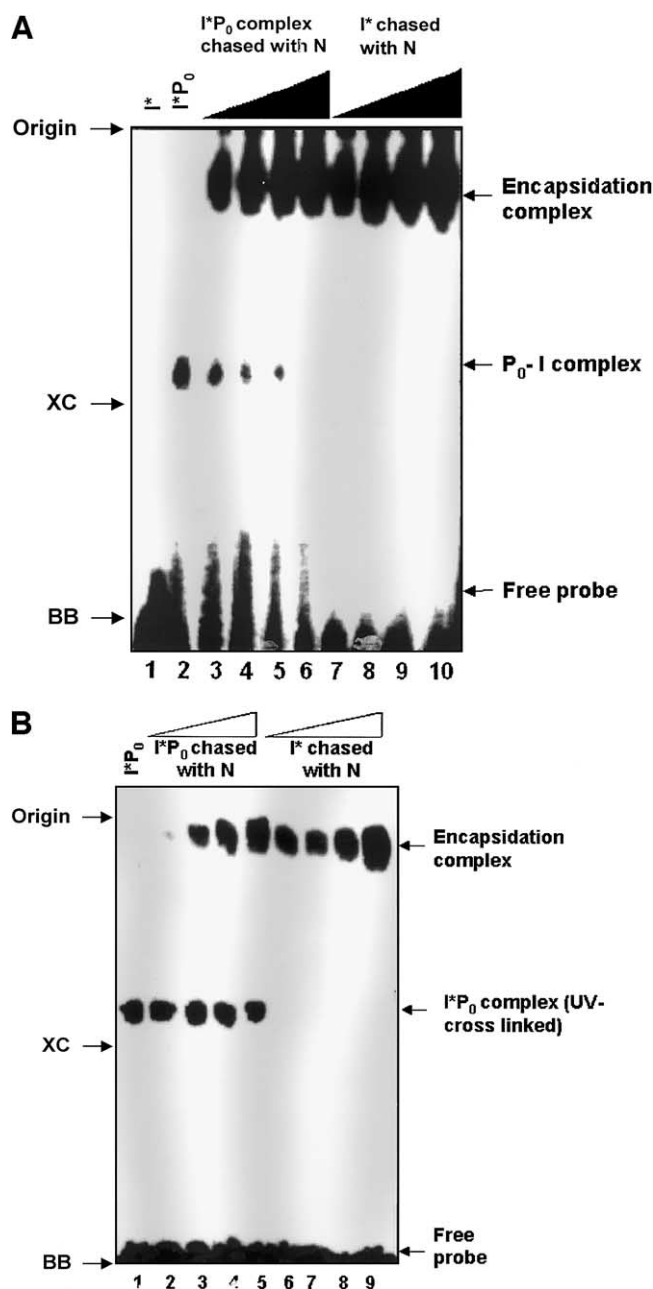 A
I*P0 complex
chased with N
I* chased
with N
I*
I*P0
Origin
Encapsidation
complex
P0- I complex
XC
Free probe
BB
1 2 3 4 5 6 7 8 9 10
B
I*P0
I*P0 chased
with N
I* chased
with N
Origin
Encapsidation
complex
I*P0 complex (UV-
cross linked)
XC
Free
probe
BB
1 2 3 4 5 6 7 8 9